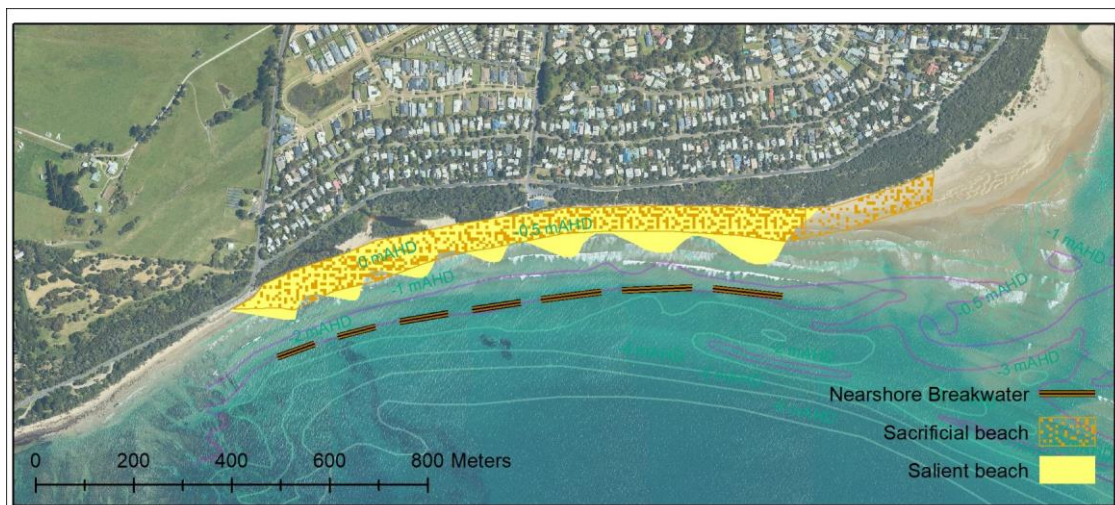 -0.5 mAHD
0 mAHD
-1 mAHD
-2 mAHD
-1 mAHD
-0.5 mAHD
-3 mAHD
Nearshore Breakwater
Sacrificial beach
Salient beach
0 200 400 600 800 Meters